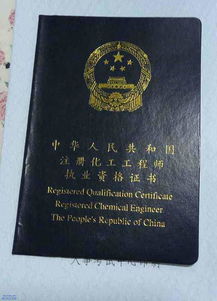 中华人民共和国
注册化工工程师
执业资格证书
Registered Qualification Certificate
Registered Chemical Engineer
The People's Republic of China